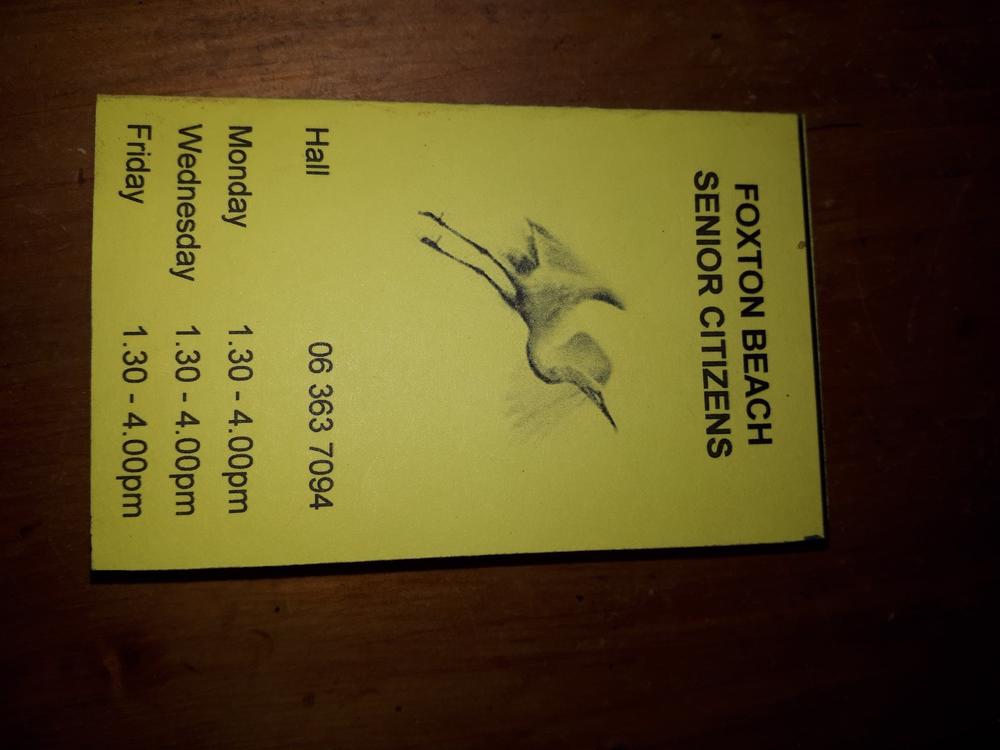 FOXTON BEACH
SENIOR CITIZENS
Hall 06 363 7094
Monday 1.30 - 4.00pm
Wednesday 1.30 - 4.00pm
Friday 1.30 - 4.00pm